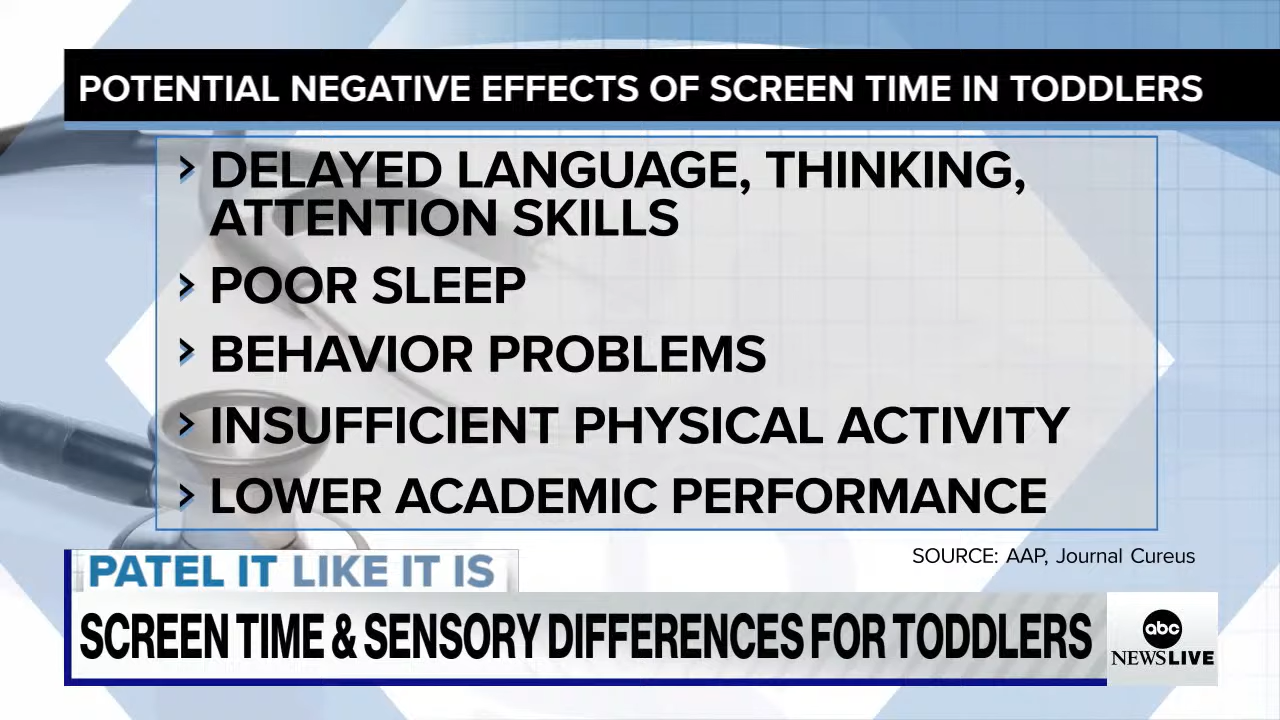 POTENTIAL NEGATIVE EFFECTS OF SCREEN TIME IN TODDLERS
> DELAYED LANGUAGE, THINKING,
ATTENTION SKILLS
> POOR SLEEP
> BEHAVIOR PROBLEMS
> INSUFFICIENT PHYSICAL ACTIVITY
> LOWER ACADEMIC PERFORMANCE
SOURCE: AAP, Journal Cureus
PATEL IT LIKE IT IS
SCREEN TIME & SENSORY DIFFERENCES FOR TODDLERS
abc
NEWSLIVE